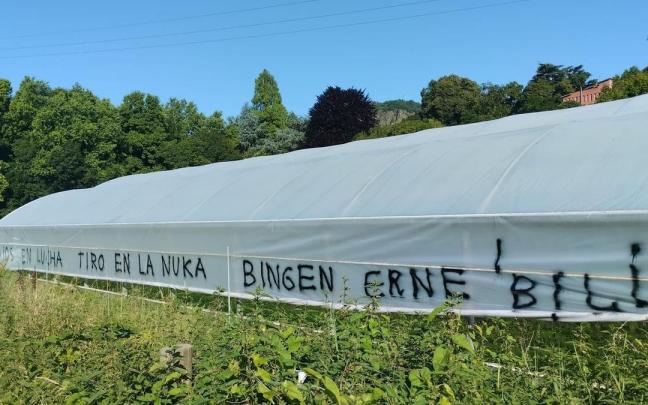 EN LUCHA TIRO EN LA NUKA BINGEN ERNE